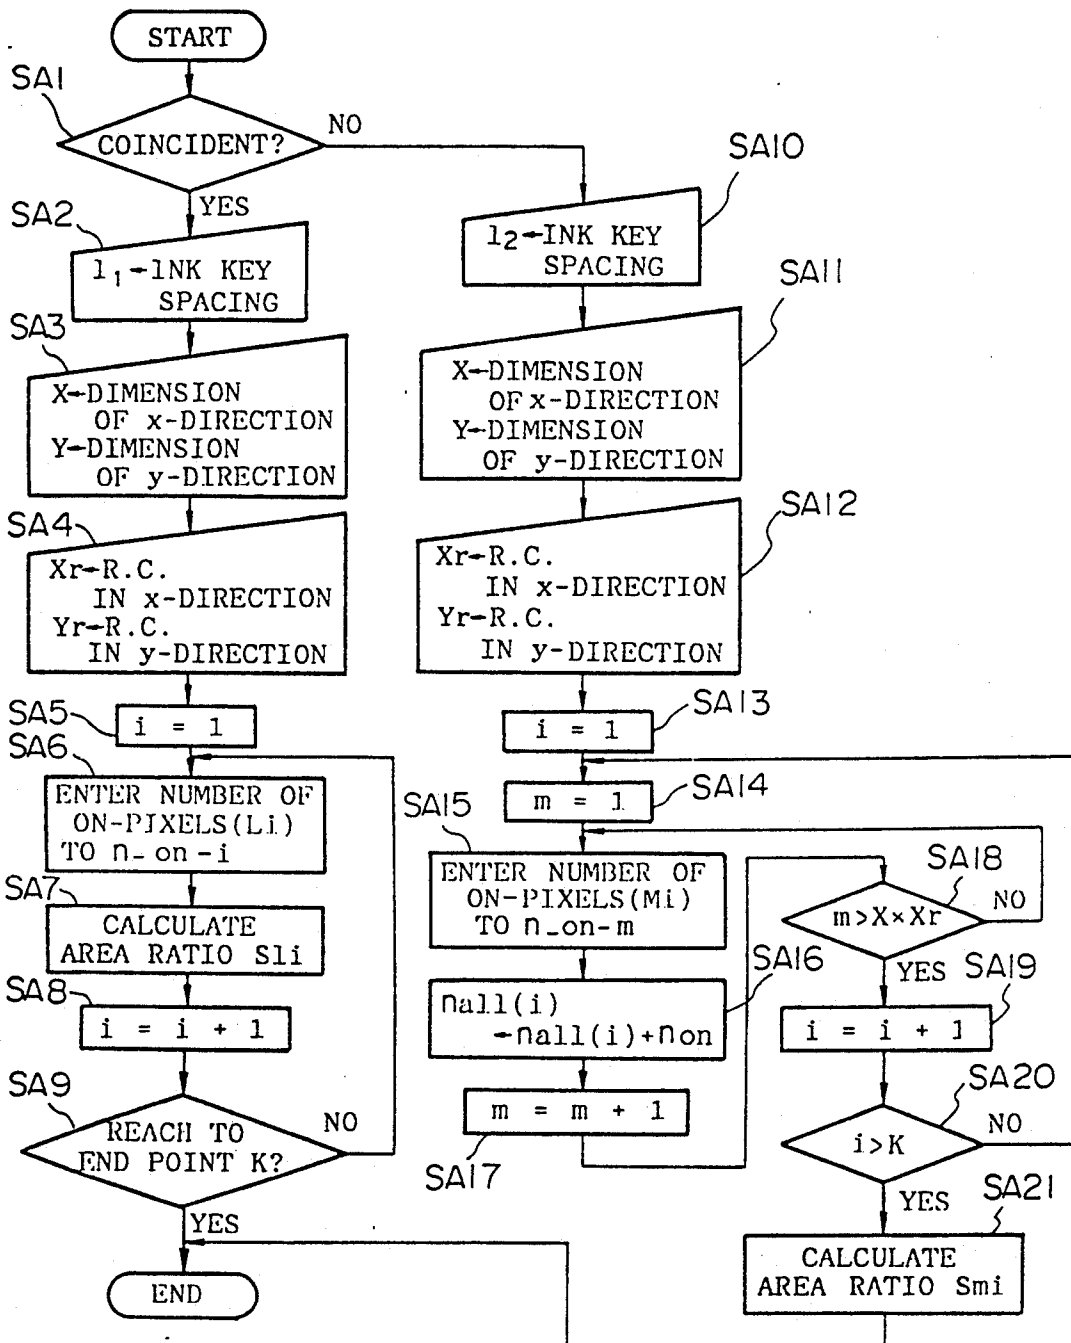 START
SA1
COINCIDENT?
NO
YES
SA2
l1←INK KEY
SPACING
SA3
X←DIMENSION
OF x-DIRECTION
Y←DIMENSION
OF y-DIRECTION
SA4
Xr←R.C.
IN x-DIRECTION
Yr←R.C.
IN y-DIRECTION
SA5
i = 1
SA6
ENTER NUMBER OF
ON-PIXELS(Li)
TO n_on-i
SA7
CALCULATE
AREA RATIO Sli
SA8
i = i + 1
SA9
REACH TO
END POINT K?
NO
YES
END
SA10
l2←INK KEY
SPACING
SA11
X←DIMENSION
OF x-DIRECTION
Y←DIMENSION
OF y-DIRECTION
SA12
Xr←R.C.
IN x-DIRECTION
Yr←R.C.
IN y-DIRECTION
SA13
i = 1
SA14
m = 1
SA15
ENTER NUMBER OF
ON-PIXELS(Mi)
TO n_on-m
SA16
nall(i)
←nall(i)+non
m = m + 1
SA17
SA18
m>X×Xr
NO
YES
SA19
i = i + 1
SA20
i>K
NO
YES
SA21
CALCULATE
AREA RATIO Smi